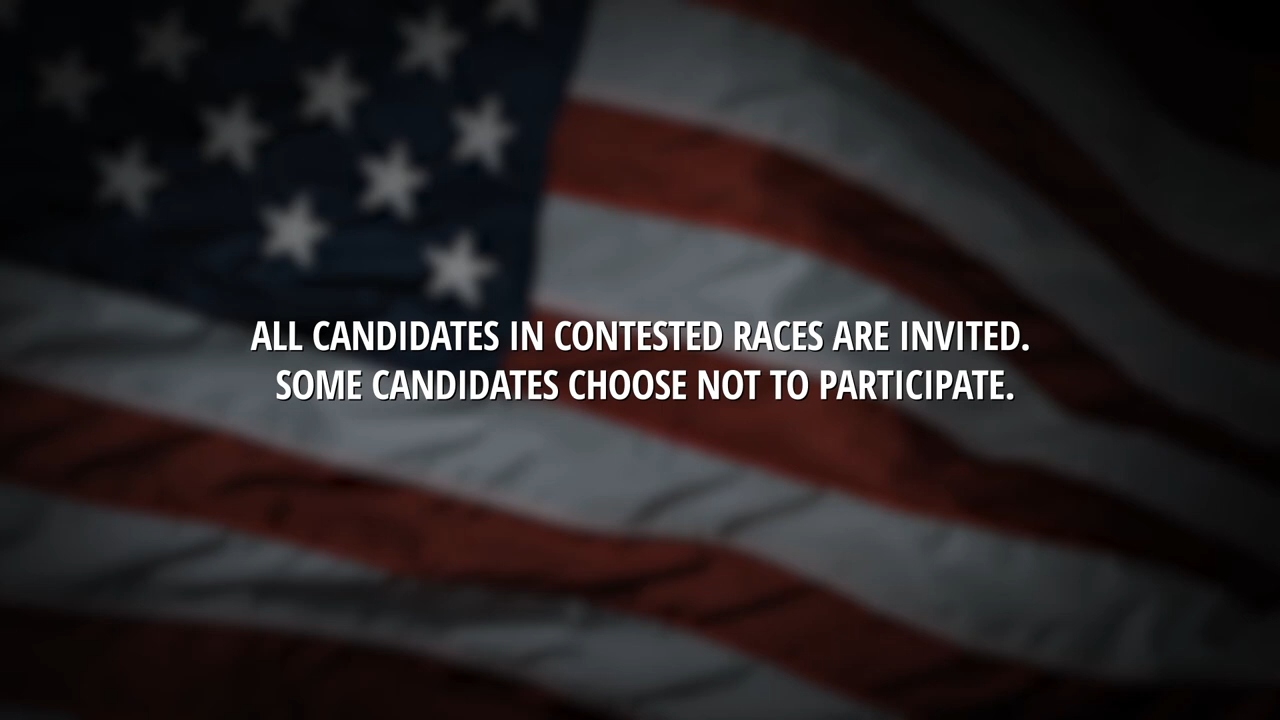 ALL CANDIDATES IN CONTESTED RACES ARE INVITED.
SOME CANDIDATES CHOOSE NOT TO PARTICIPATE.